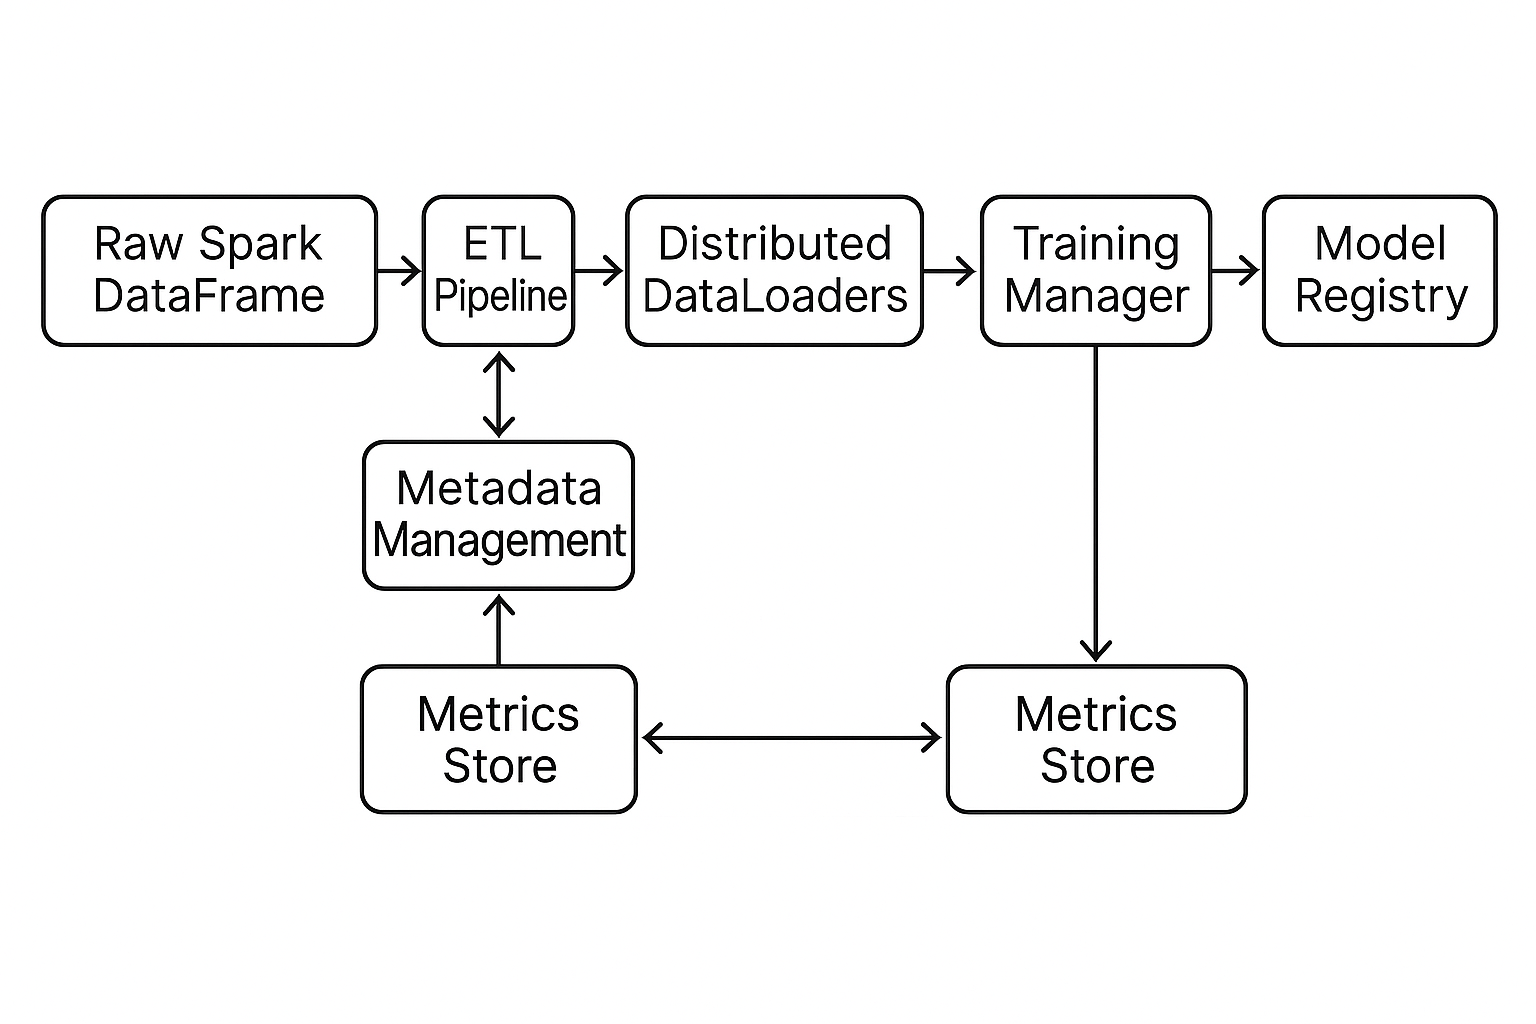 Raw Spark
DataFrame
ETL
Pipeline
Distributed
DataLoaders
Training
Manager
Model
Registry
Metadata
Management
Metrics
Store
Metrics
Store